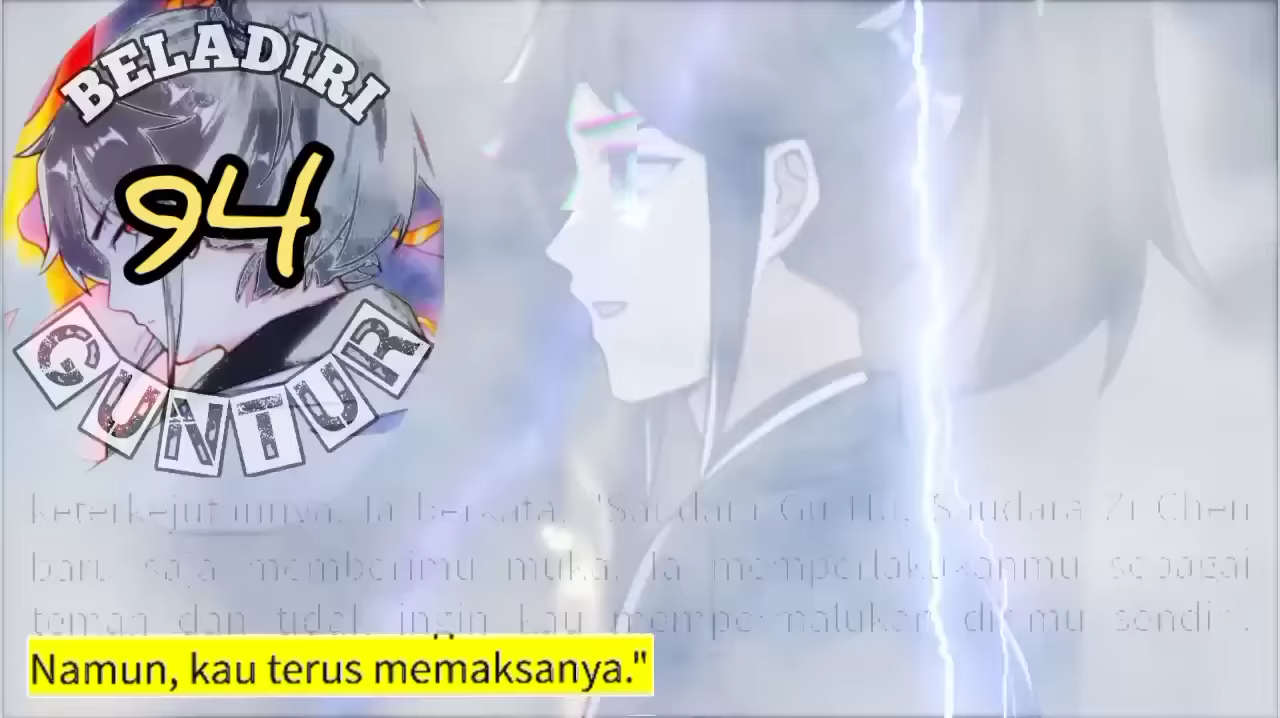 BELADIRI
94
GUNTUR
keterkejutannya. Ia berkata, "Saudara Gu Hu, Saudara Zi Chen
baru saja memberimu muka. Ia memperlakukanmu sebagai
teman dan tidak ingin kau mempermalukan dirimu sendiri.
Namun, kau terus memaksanya."